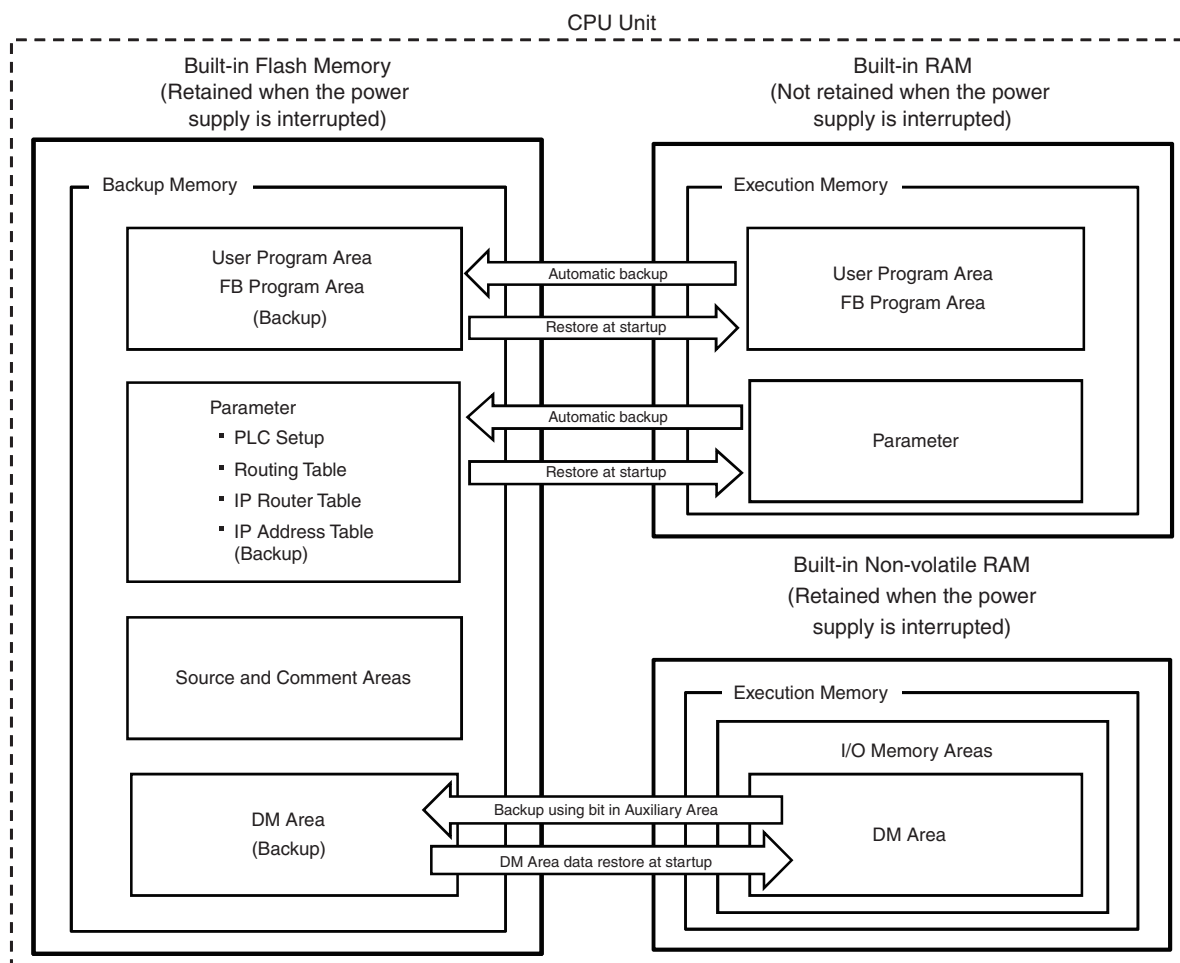 CPU Unit
Built-in Flash Memory
(Retained when the power
supply is interrupted)
Backup Memory
User Program Area
FB Program Area
(Backup)
Parameter
▪ PLC Setup
▪ Routing Table
▪ IP Router Table
▪ IP Address Table
(Backup)
Source and Comment Areas
DM Area
(Backup)
Automatic backup
Restore at startup
Automatic backup
Restore at startup
Backup using bit in Auxiliary Area
DM Area data restore at startup
Built-in RAM
(Not retained when the power
supply is interrupted)
Execution Memory
User Program Area
FB Program Area
Parameter
Built-in Non-volatile RAM
(Retained when the power
supply is interrupted)
Execution Memory
I/O Memory Areas
DM Area